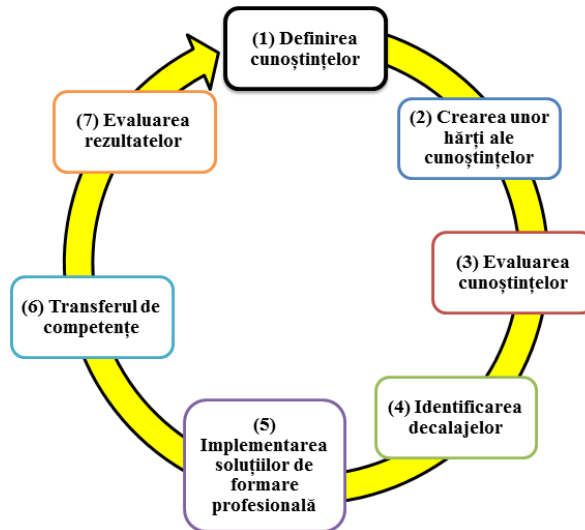 (1) Definirea
cunoștințelor
(2) Crearea unor
hărți ale
cunoștințelor
(3) Evaluarea
cunoștințelor
(4) Identificarea
decalajelor
(5)
Implementarea
soluțiilor de
formare
profesională
(6) Transferul de
competențe
(7) Evaluarea
rezultatelor